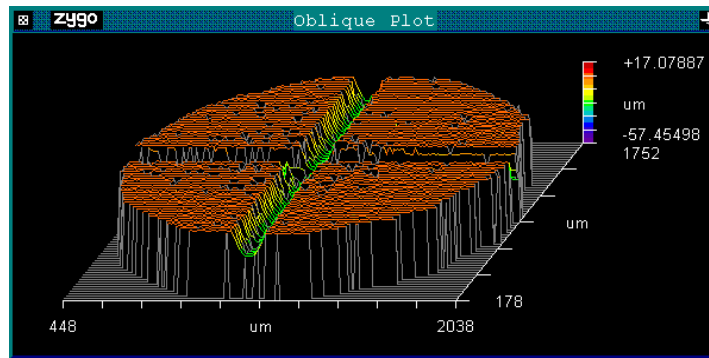 zygo Oblique Plot
+17.07887
um
-57.45498
1752
um
178
448 um 2038